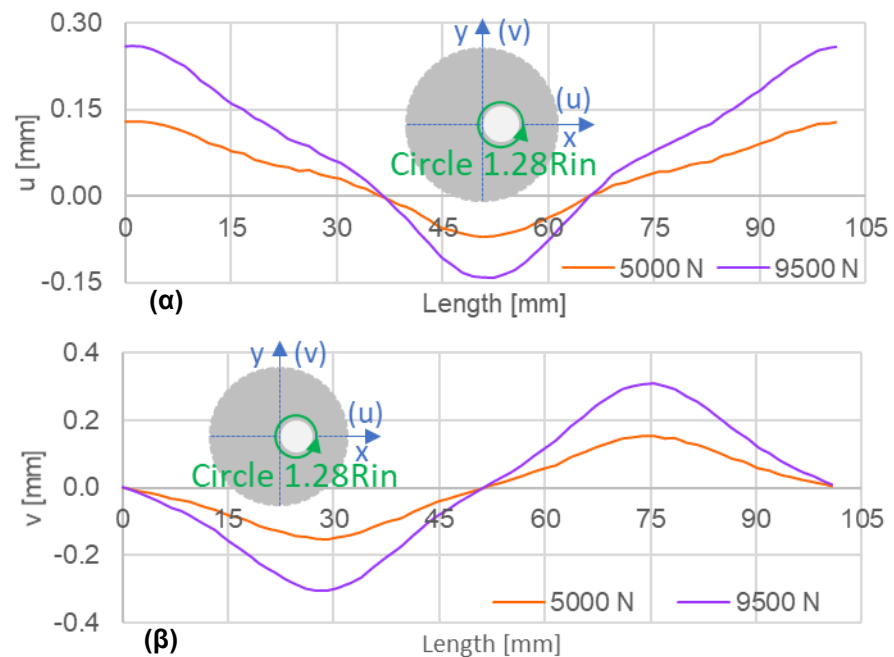 0.30
y (v)
0.15
(u)
x
u [mm]
Circle 1.28Rin
0.00
0 15 30 45 60 75 90 105
5000 N 9500 N
-0.15
(α) Length [mm]
0.4
y (v)
0.2
(u)
x
v [mm]
Circle 1.28Rin
0.0
0 15 30 45 60 75 90 105
-0.2
5000 N 9500 N
-0.4
(β) Length [mm]